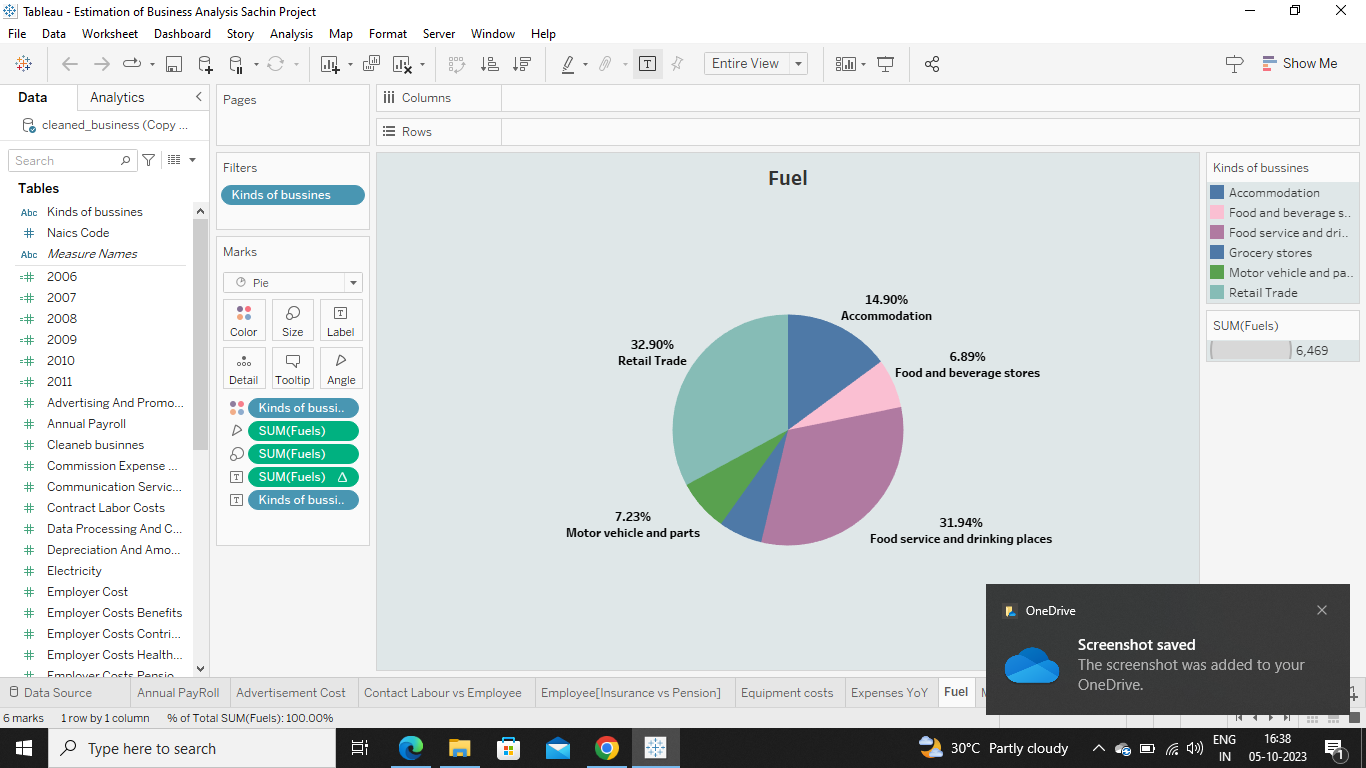 Tableau - Estimation of Business Analysis Sachin Project
File Data Worksheet Dashboard Story Analysis Map Format Server Window Help
Entire View
Show Me
Data Analytics
cleaned_business (Copy ...
Search
Tables
Abc Kinds of bussines
# Naics Code
Abc Measure Names
=# 2006
=# 2007
=# 2008
=# 2009
=# 2010
=# 2011
# Advertising And Promo...
# Annual Payroll
# Cleaneb businnes
# Commission Expense ...
# Communication Servic...
# Contract Labor Costs
# Data Processing And C...
# Depreciation And Amo...
# Electricity
# Employer Cost
# Employer Costs Benefits
# Employer Costs Contri...
# Employer Costs Health...
# Employer Costs Pensio...
Pages
Filters
Kinds of bussines
Marks
Pie
Color Size Label
Detail Tooltip Angle
Kinds of bussi..
SUM(Fuels)
SUM(Fuels)
T SUM(Fuels) Δ
T Kinds of bussi..
Columns
Rows
Fuel
14.90%
Accommodation
6.89%
Food and beverage stores
32.90%
Retail Trade
7.23%
Motor vehicle and parts
31.94%
Food service and drinking places
Kinds of bussines
Accommodation
Food and beverage s..
Food service and dri..
Grocery stores
Motor vehicle and pa..
Retail Trade
SUM(Fuels)
6,469
OneDrive
Screenshot saved
The screenshot was added to your
OneDrive.
Data Source Annual PayRoll Advertisement Cost Contact Labour vs Employee Employee[Insurance vs Pension] Equipment costs Expenses YoY Fuel
6 marks 1 row by 1 column % of Total SUM(Fuels): 100.00%
Type here to search
30°C Partly cloudy
ENG
IN
16:38
05-10-2023
1